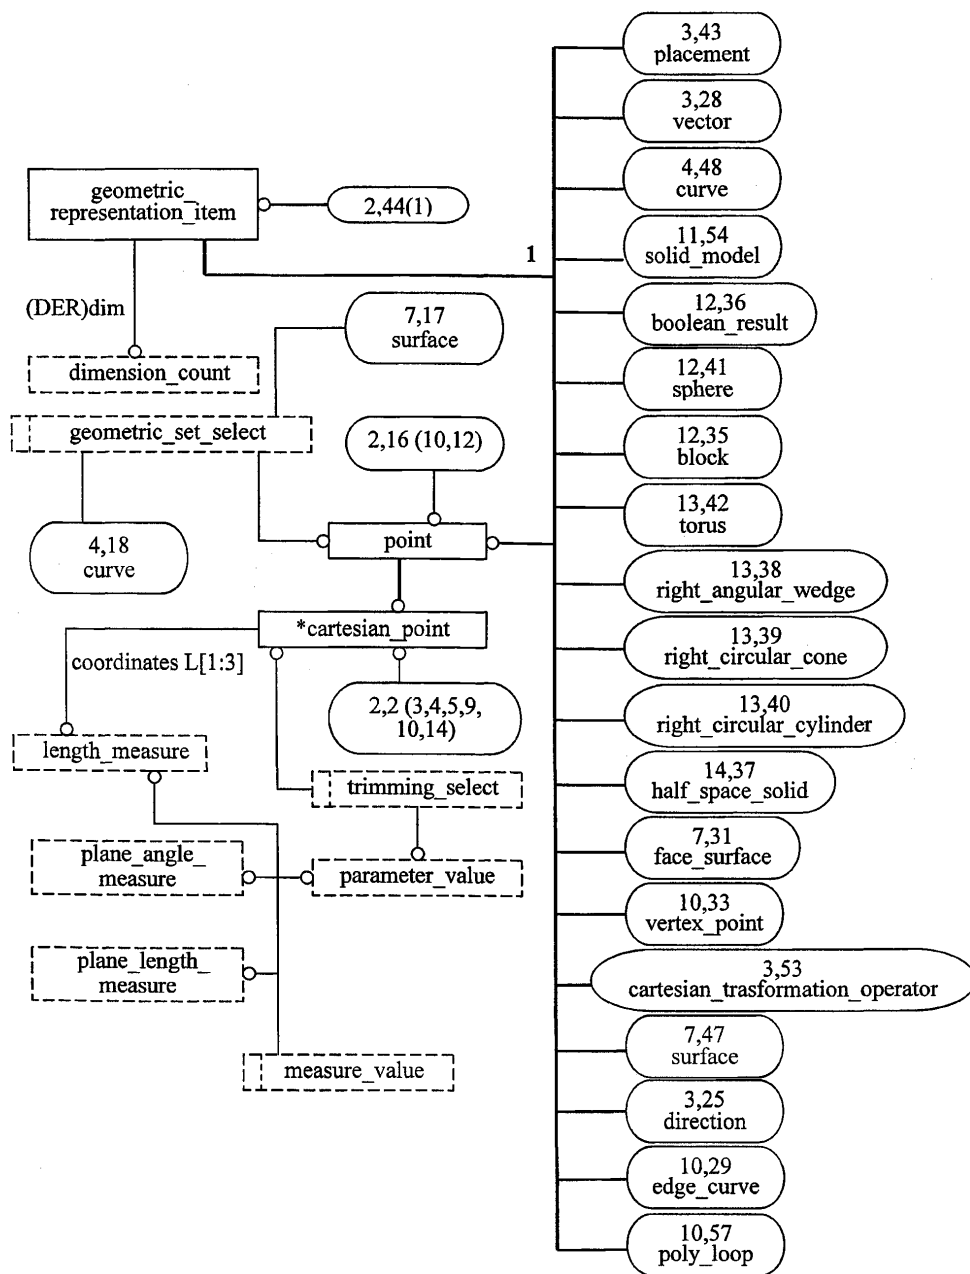 3,43
placement
3,28
vector
4,48
curve
geometric_
representation_item
2,44(1)
1
11,54
solid_model
(DER)dim
7,17
surface
12,36
boolean_result
dimension_count
12,41
sphere
geometric_set_select
2,16 (10,12)
12,35
block
13,42
torus
4,18
curve
point
13,38
right_angular_wedge
*cartesian_point
13,39
right_circular_cone
coordinates L[1:3]
2,2 (3,4,5,9,
10,14)
13,40
right_circular_cylinder
length_measure
trimming_select
14,37
half_space_solid
plane_angle_
measure
parameter_value
7,31
face_surface
10,33
vertex_point
plane_length_
measure
3,53
cartesian_trasformation_operator
measure_value
7,47
surface
3,25
direction
10,29
edge_curve
10,57
poly_loop